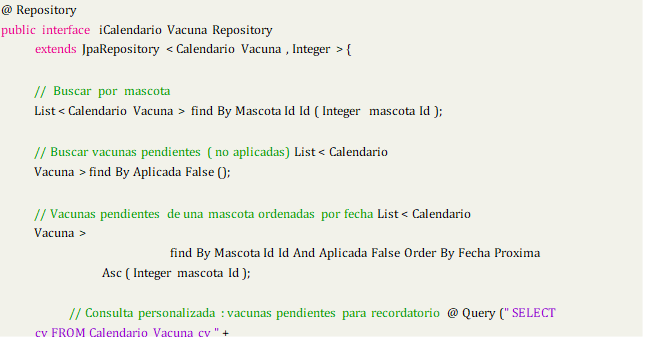 @ Repository
public interface iCalendario Vacuna Repository
extends JpaRepository < Calendario Vacuna , Integer > {
// Buscar por mascota
List < Calendario Vacuna > find By Mascota Id Id ( Integer mascota Id );
// Buscar vacunas pendientes ( no aplicadas) List < Calendario
Vacuna > find By Aplicada False ();
// Vacunas pendientes de una mascota ordenadas por fecha List < Calendario
Vacuna >
find By Mascota Id Id And Aplicada False Order By Fecha Proxima
Asc ( Integer mascota Id );
// Consulta personalizada : vacunas pendientes para recordatorio @ Query (" SELECT
cv FROM Calendario Vacuna cv " +